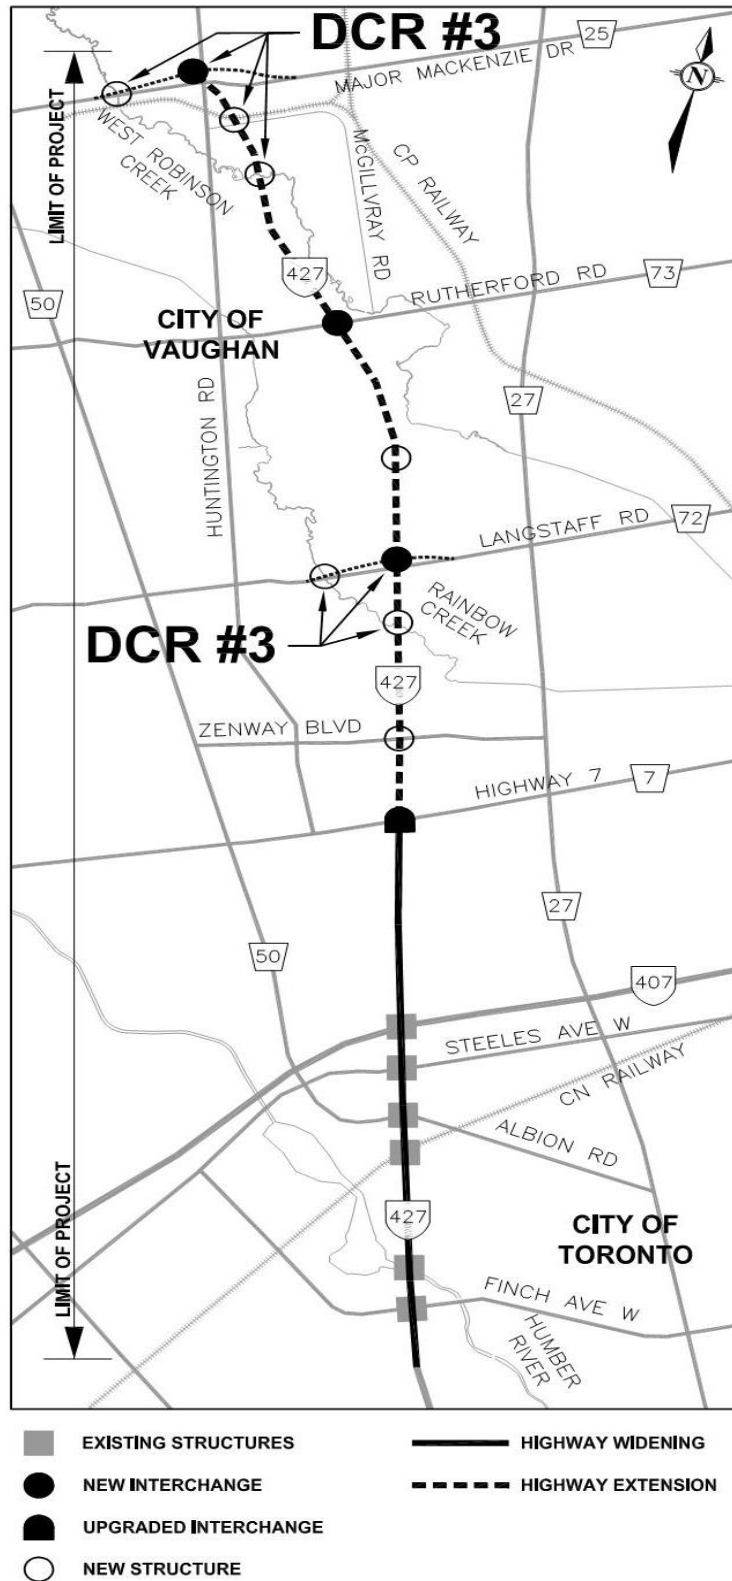 DCR #3
25
MAJOR MACKENZIE DR
N
LIMIT OF PROJECT
WEST ROBINSON
CREEK
McGILLVRAY RD
CP RAILWAY
427
RUTHERFORD RD
73
50
CITY OF
VAUGHAN
HUNTINGTON RD
27
LANGSTAFF RD
72
RAINBOW
CREEK
DCR #3
427
ZENWAY BLVD
HIGHWAY 7
7
27
50
407
STEELES AVE W
CN RAILWAY
ALBION RD
LIMIT OF PROJECT
427
CITY OF
TORONTO
FINCH AVE W
HUMBER
RIVER
EXISTING STRUCTURES
HIGHWAY WIDENING
NEW INTERCHANGE
HIGHWAY EXTENSION
UPGRADED INTERCHANGE
NEW STRUCTURE